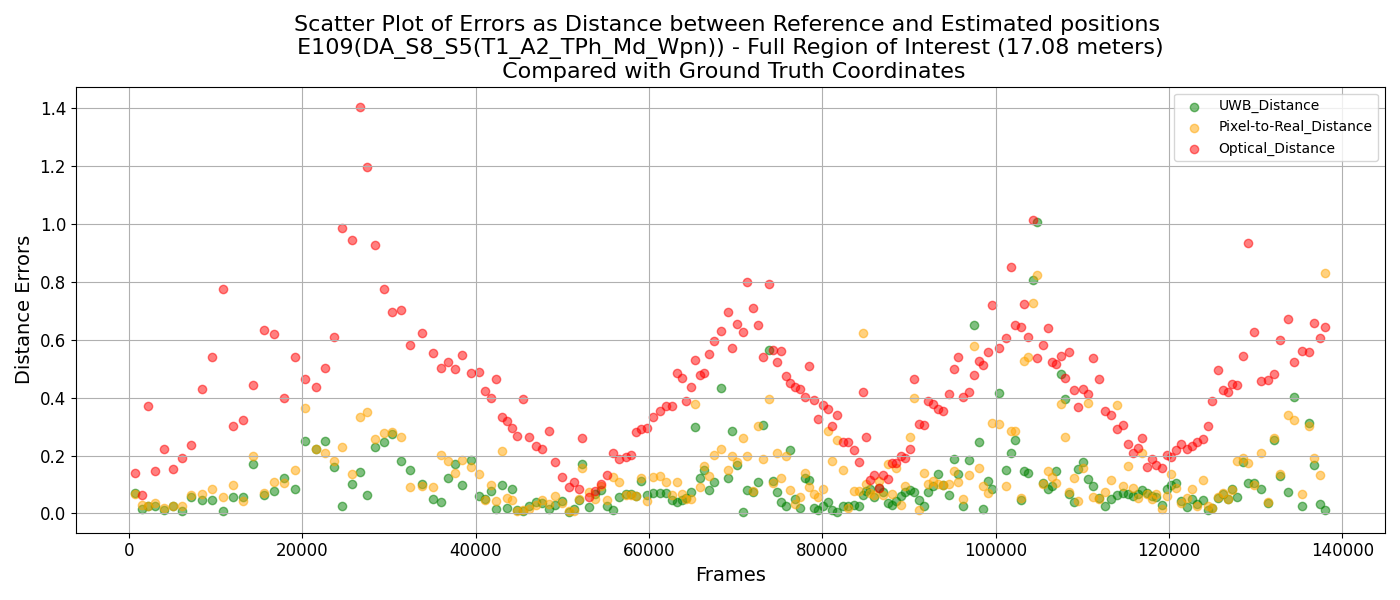 Scatter Plot of Errors as Distance between Reference and Estimated positions
E109(DA_S8_S5(T1_A2_TPh_Md_Wpn)) - Full Region of Interest (17.08 meters)
Compared with Ground Truth Coordinates
UWB_Distance
Pixel-to-Real_Distance
Optical_Distance
Distance Errors
1.4
1.2
1.0
0.8
0.6
0.4
0.2
0.0
0
20000
40000
60000
80000
100000
120000
140000
Frames